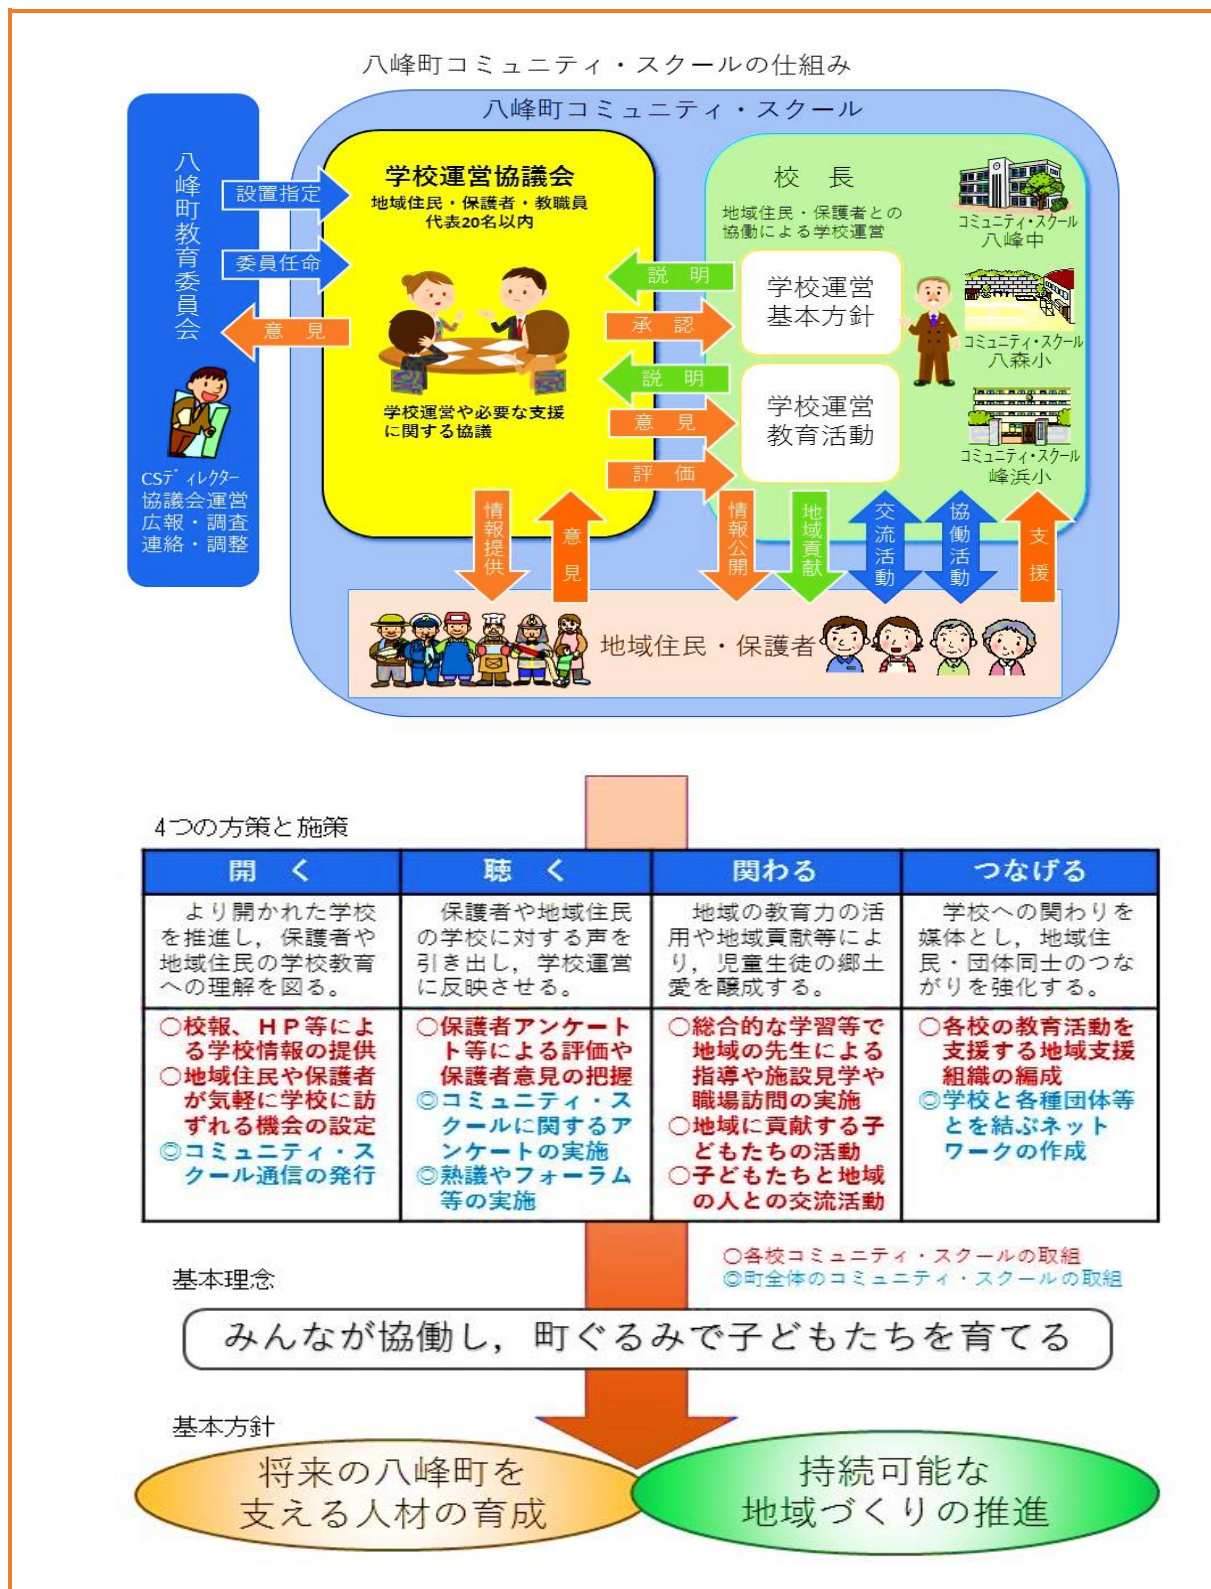 八峰町コミュニティ・スクールの仕組み
八峰町コミュニティ・スクール
八峰町教育委員会
設置指定
委員任命
意見
CSディレクター
協議会運営
広報・調査
連絡・調整
学校運営協議会
地域住民・保護者・教職員
代表20名以内
学校運営や必要な支援
に関する協議
説明
承認
説明
意見
評価
校長
地域住民・保護者との
協働による学校運営
学校運営
基本方針
学校運営
教育活動
コミュニティ・スクール
八峰中
コミュニティ・スクール
八森小
コミュニティ・スクール
峰浜小
情報提供
意見
情報公開
地域貢献
交流活動
協働活動
支援
地域住民・保護者
4つの方策と施策
開く
より開かれた学校
を推進し，保護者や
地域住民の学校教育
への理解を図る。
○校報、ＨＰ等によ
る学校情報の提供
○地域住民や保護者
が気軽に学校に訪
ずれる機会の設定
◎コミュニティ・ス
クール通信の発行
聴く
保護者や地域住民
の学校に対する声を
引き出し，学校運営
に反映させる。
○保護者アンケート
ト等による評価や
保護者意見の把握
◎コミュニティ・ス
クールに関するア
ンケートの実施
◎熟議やフォーラム
等の実施
関わる
地域の教育力の活
用や地域貢献等によ
り，児童生徒の郷土
愛を醸成する。
○総合的な学習等で
地域の先生による
指導や施設見学や
職場訪問の実施
○地域に貢献する子
どもたちの活動
○子どもたちと地域
の人との交流活動
つなげる
学校への関わりを
媒体とし，地域住
民・団体同士のつな
がりを強化する。
○各校の教育活動を
支援する地域支援
組織の編成
◎学校と各種団体等
とを結ぶネット
ワークの作成
○各校コミュニティ・スクールの取組
◎町全体のコミュニティ・スクールの取組
基本理念
みんなが協働し，町ぐるみで子どもたちを育てる
基本方針
将来の八峰町を
支える人材の育成
持続可能な
地域づくりの推進